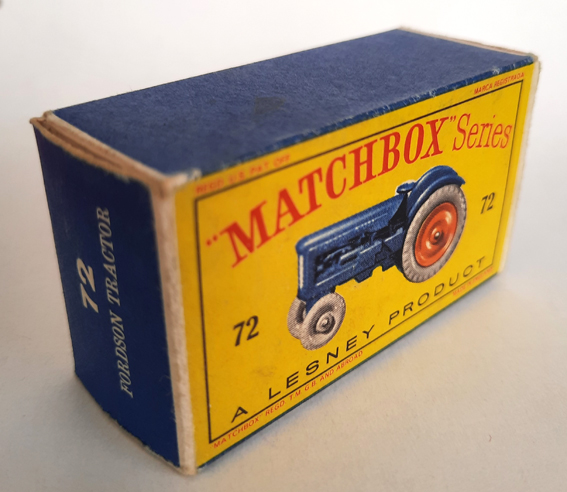 REGD. U.S. PAT. OFF.
MARCA REGISTRADA
"MATCHBOX" Series
72
72
A LESNEY PRODUCT
"MATCHBOX" REGD. T.M. G.B. AND ABROAD
72
FORDSON TRACTOR